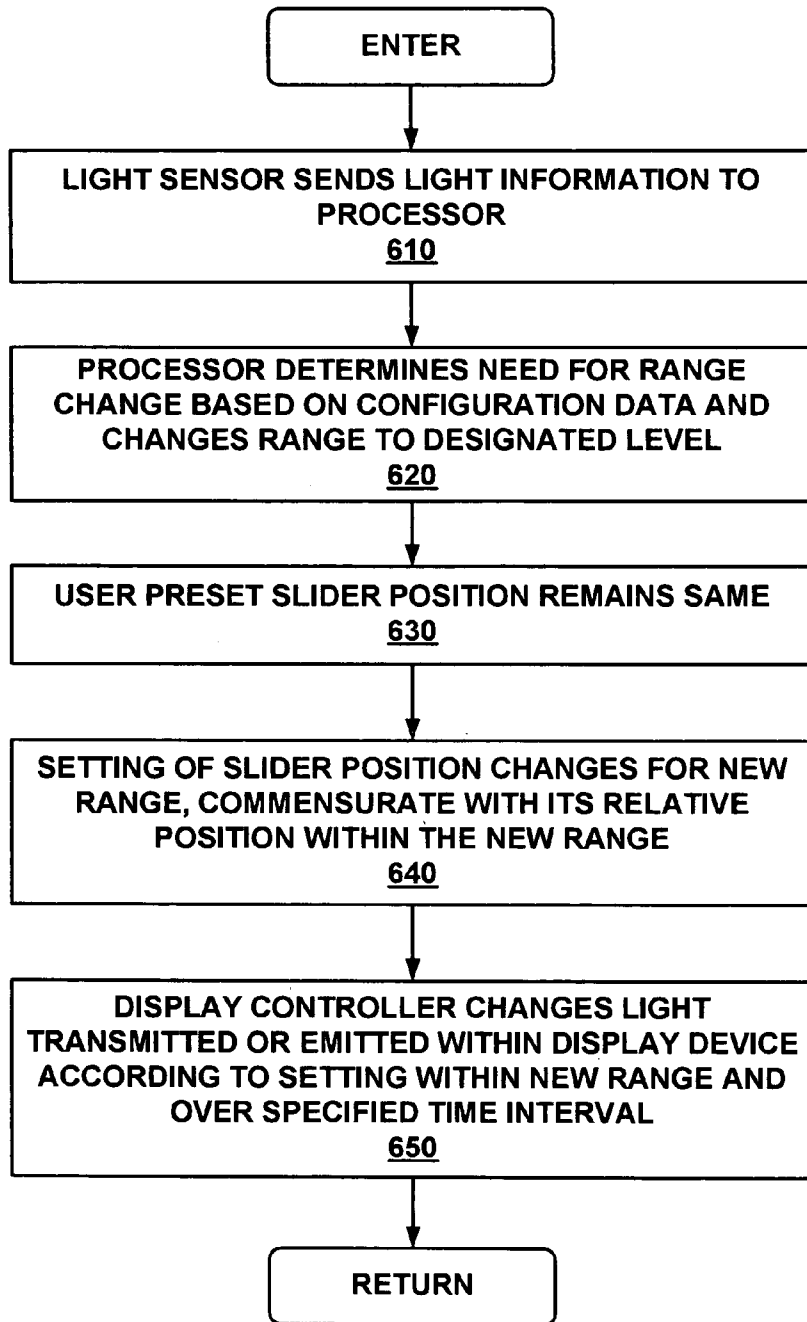 ENTER
LIGHT SENSOR SENDS LIGHT INFORMATION TO
PROCESSOR
610
PROCESSOR DETERMINES NEED FOR RANGE
CHANGE BASED ON CONFIGURATION DATA AND
CHANGES RANGE TO DESIGNATED LEVEL
620
USER PRESET SLIDER POSITION REMAINS SAME
630
SETTING OF SLIDER POSITION CHANGES FOR NEW
RANGE, COMMENSURATE WITH ITS RELATIVE
POSITION WITHIN THE NEW RANGE
640
DISPLAY CONTROLLER CHANGES LIGHT
TRANSMITTED OR EMITTED WITHIN DISPLAY DEVICE
ACCORDING TO SETTING WITHIN NEW RANGE AND
OVER SPECIFIED TIME INTERVAL
650
RETURN